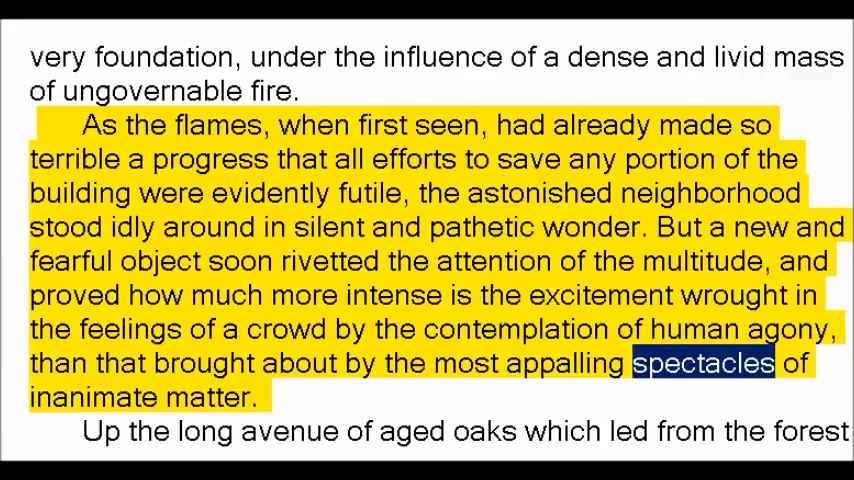 very foundation, under the influence of a dense and livid mass
of ungovernable fire.
As the flames, when first seen, had already made so
terrible a progress that all efforts to save any portion of the
building were evidently futile, the astonished neighborhood
stood idly around in silent and pathetic wonder. But a new and
fearful object soon rivetted the attention of the multitude, and
proved how much more intense is the excitement wrought in
the feelings of a crowd by the contemplation of human agony,
than that brought about by the most appalling spectacles of
inanimate matter.
Up the long avenue of aged oaks which led from the forest